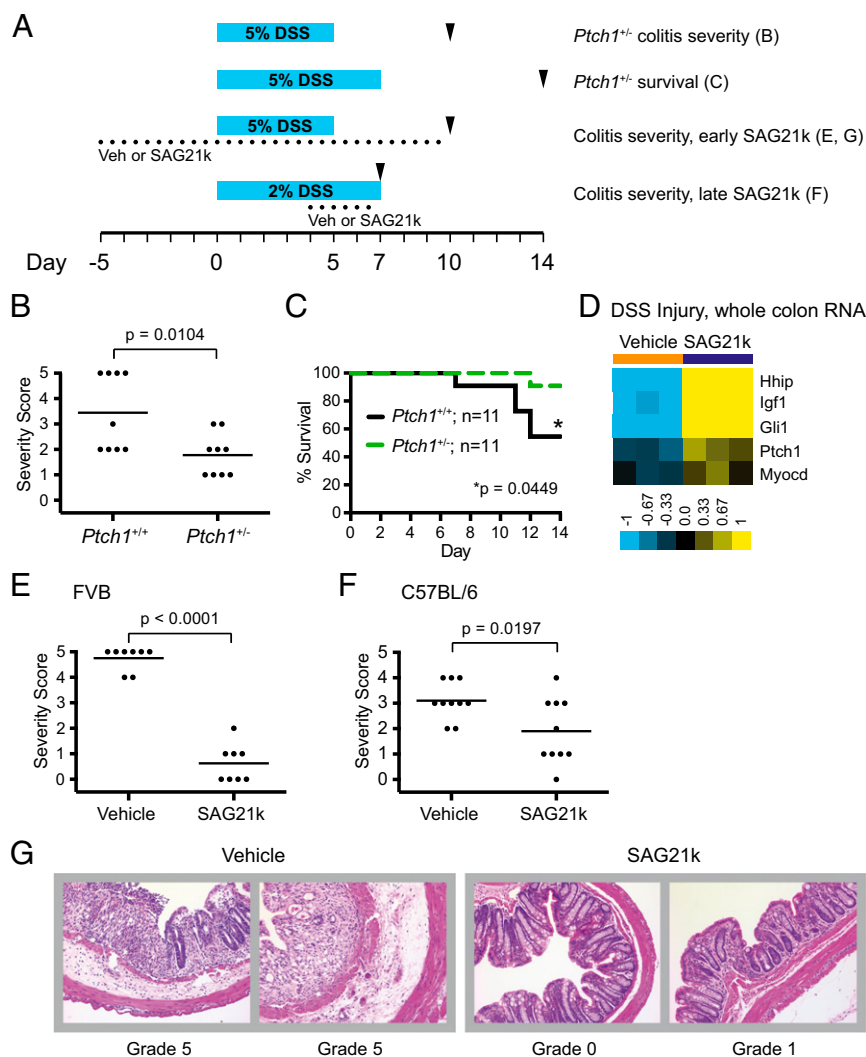 A
5% DSS
Ptch1+/- colitis severity (B)
5% DSS
Ptch1+/- survival (C)
5% DSS
Colitis severity, early SAG21k (E, G)
Veh or SAG21k
2% DSS
Colitis severity, late SAG21k (F)
Veh or SAG21k
Day -5 0 5 7 10 14
B
p = 0.0104
Severity Score
5
4
3
2
1
0
Ptch1+/+ Ptch1+/-
C
% Survival
100
80
60
40
20
0
Ptch1+/+; n=11
*
Ptch1+/-; n=11
*p = 0.0449
0 2 4 6 8 10 12 14
Day
D DSS Injury, whole colon RNA
Vehicle SAG21k
Hhip
Igf1
Gli1
Ptch1
Myocd
-1 -0.67 -0.33 0.0 0.33 0.67 1
E FVB
p < 0.0001
Severity Score
5
4
3
2
1
0
Vehicle SAG21k
F C57BL/6
p = 0.0197
Severity Score
5
4
3
2
1
0
Vehicle SAG21k
G
Vehicle SAG21k
Grade 5 Grade 5 Grade 0 Grade 1